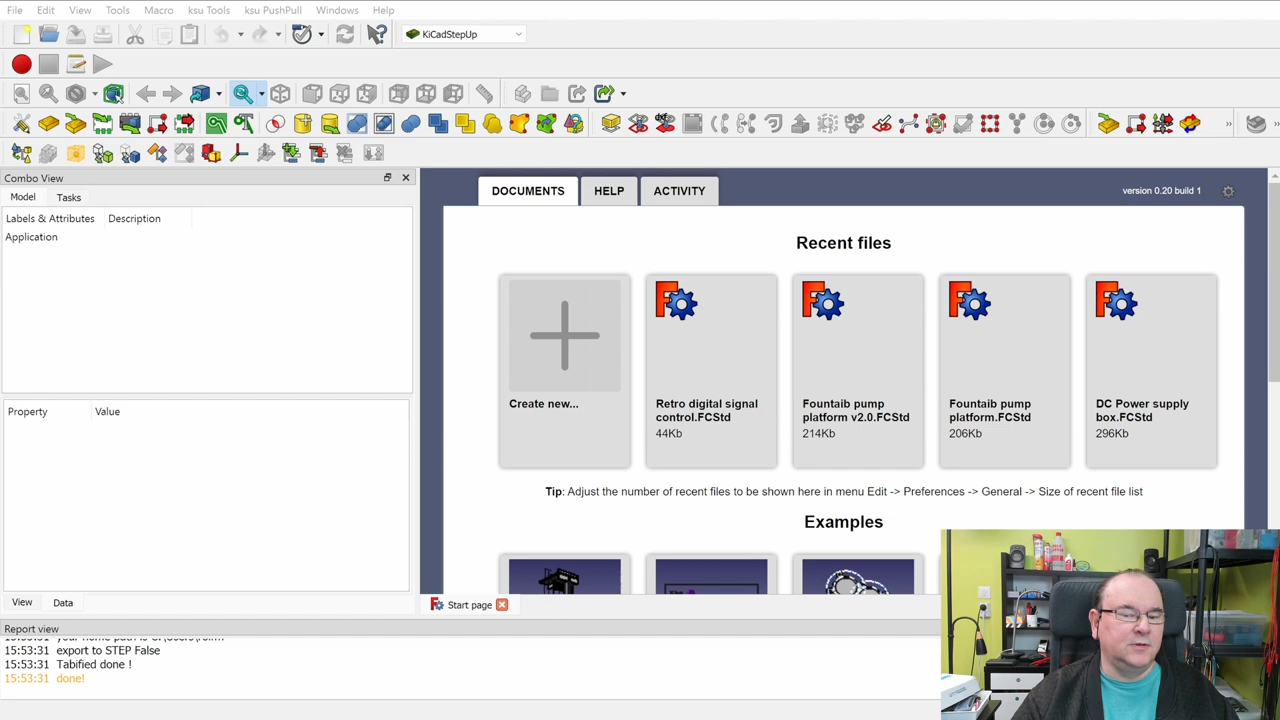 File Edit View Tools Macro ksu Tools ksu PushPull Windows Help
KiCadStepUp
Combo View
Model Tasks
Labels & Attributes Description
Application
Property Value
View Data
DOCUMENTS HELP ACTIVITY
version 0.20 build 1
Recent files
Create new...
Retro digital signal
control.FCStd
44Kb
Fountaib pump
platform v2.0.FCStd
214Kb
Fountaib pump
platform.FCStd
206Kb
DC Power supply
box.FCStd
296Kb
Tip: Adjust the number of recent files to be shown here in menu Edit -> Preferences -> General -> Size of recent file list
Examples
Start page
Report view
15:53:31 export to STEP False
15:53:31 Tabified done !
15:53:31 done!